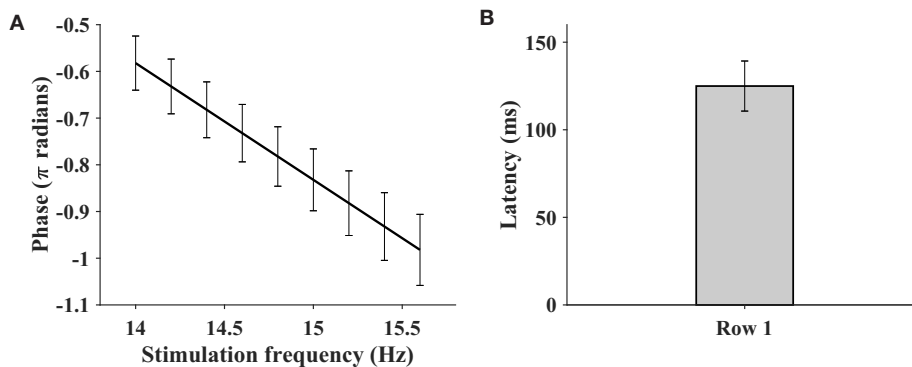 A
Phase (π radians)
-0.5
-0.6
-0.7
-0.8
-0.9
-1
-1.1
14
14.5
15
15.5
Stimulation frequency (Hz)
B
Latency (ms)
150
100
50
0
Row 1